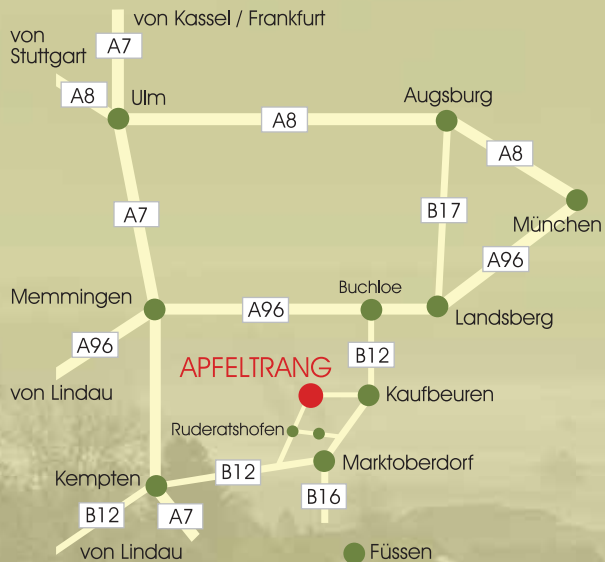 von Kassel / Frankfurt
von
Stuttgart
A7
A8
Ulm
A8
Augsburg
A8
A7
B17
München
A96
Memmingen
A96
Buchloe
Landsberg
A96
B12
von Lindau
APFELTRANG
Kaufbeuren
Ruderatshofen
Marktoberdorf
Kempten
B12
B16
B12
A7
von Lindau
Füssen